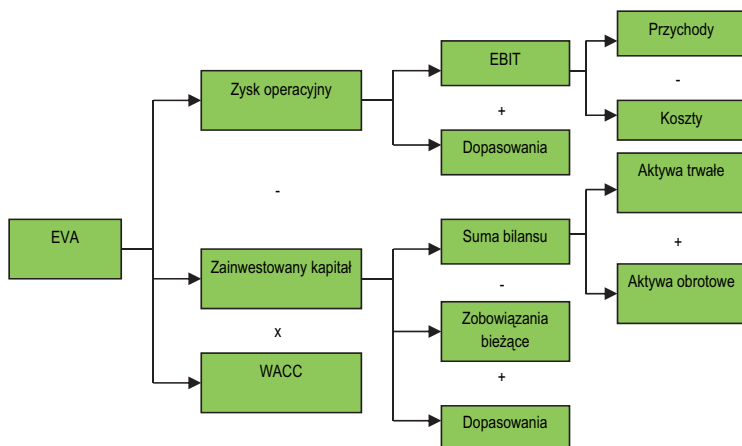 Przychody
EBIT
Zysk operacyjny
-
+
Koszty
Dopasowania
Aktywa trwałe
-
EVA
Suma bilansu
+
Zainwestowany kapitał
Aktywa obrotowe
-
Zobowiązania
bieżące
x
WACC
+
Dopasowania